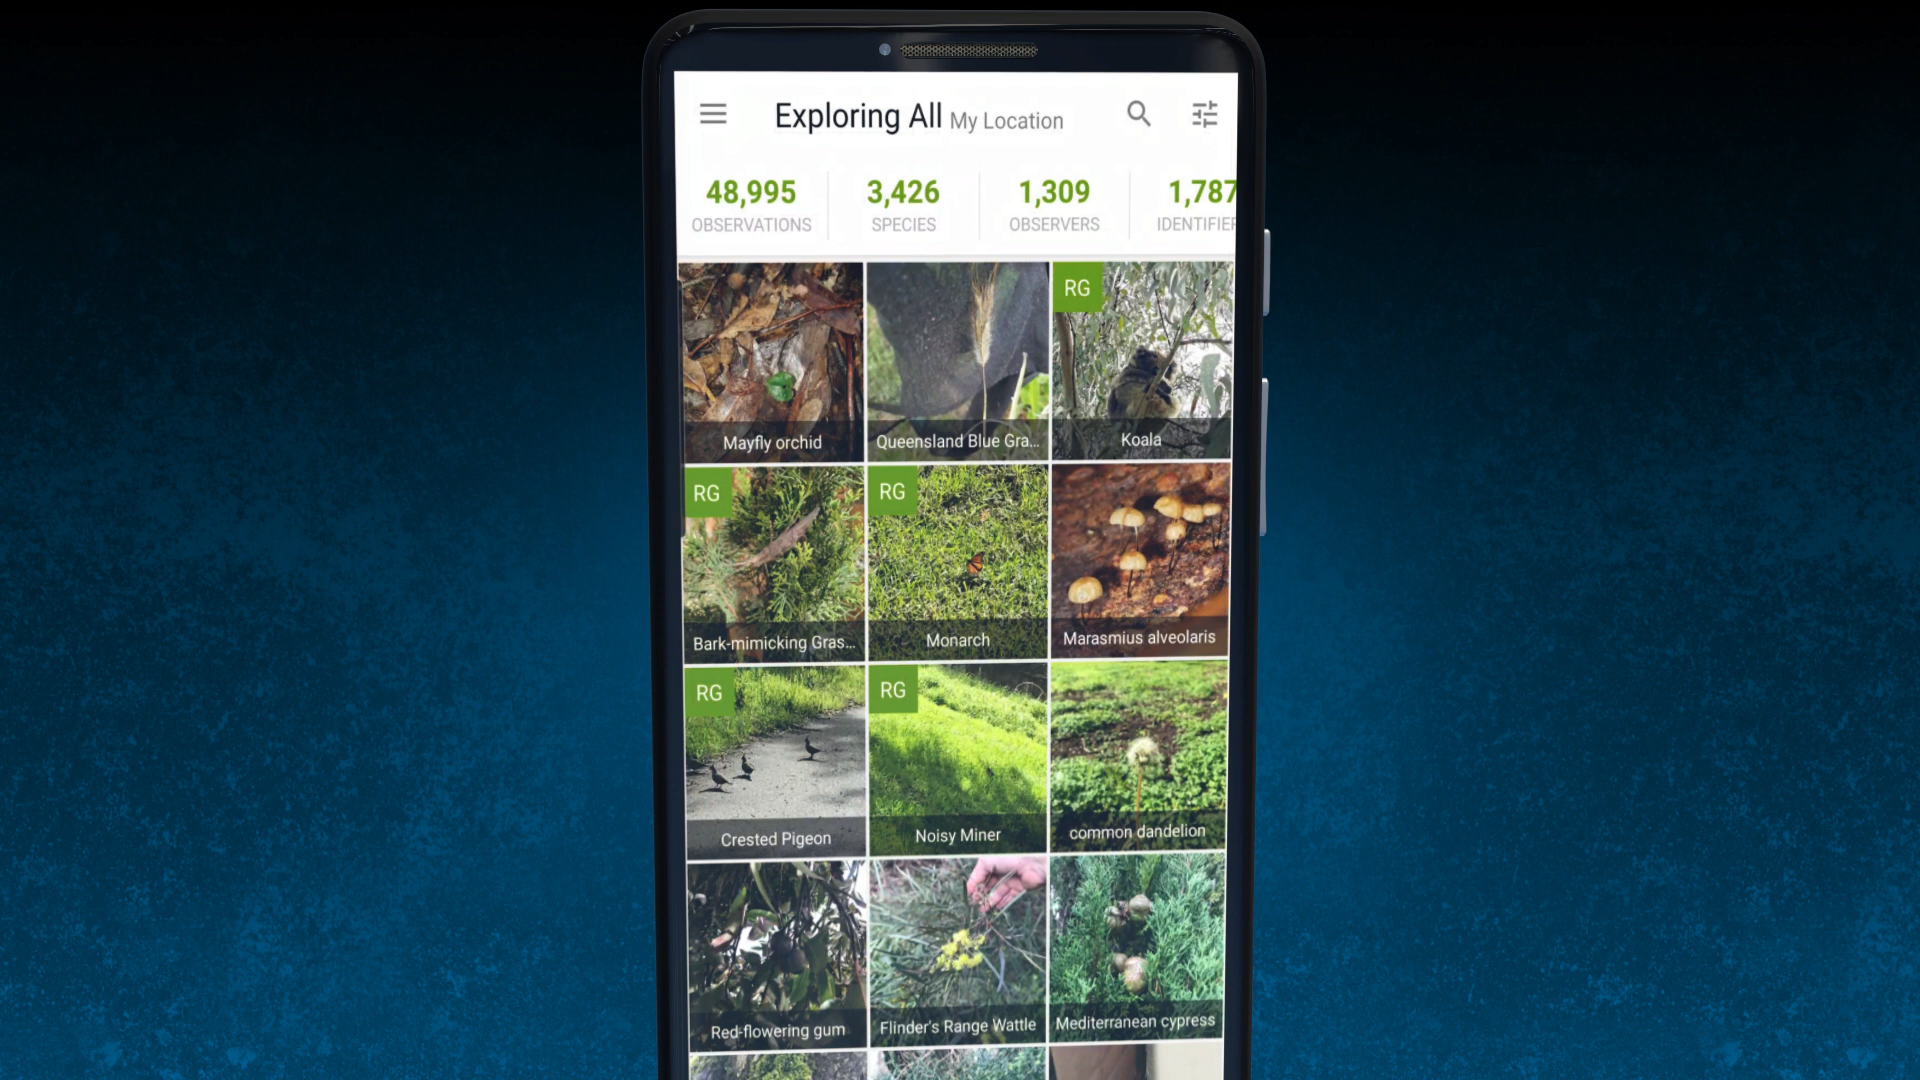 Exploring All My Location
48,995 3,426 1,309 1,787
OBSERVATIONS SPECIES OBSERVERS IDENTIFIER
RG
Mayfly orchid Queensland Blue Gra... Koala
RG RG
Bark-mimicking Gras... Monarch Marasmius alveolaris
RG RG
Crested Pigeon Noisy Miner common dandelion
Red-flowering gum Flinder's Range Wattle Mediterranean cypress